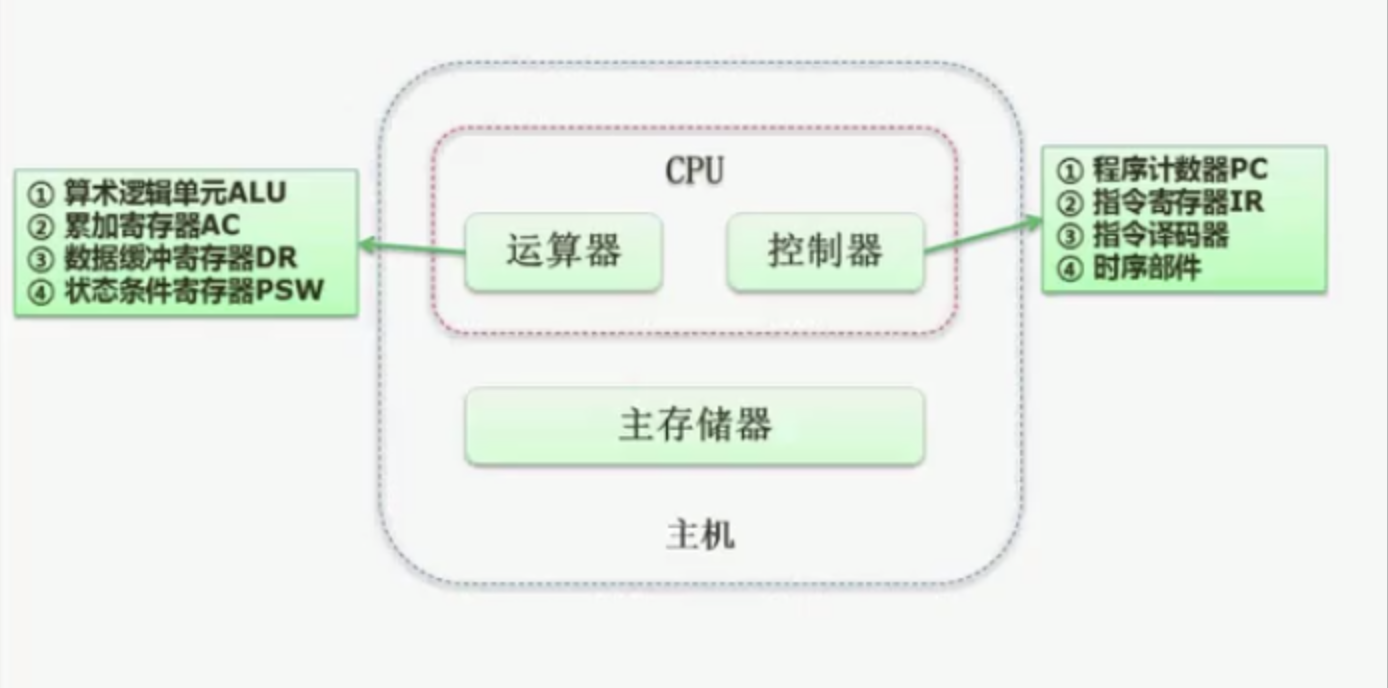 CPU
① 算术逻辑单元ALU
② 累加寄存器AC
③ 数据缓冲寄存器DR
④ 状态条件寄存器PSW
运算器
控制器
① 程序计数器PC
② 指令寄存器IR
③ 指令译码器
④ 时序部件
主存储器
主机